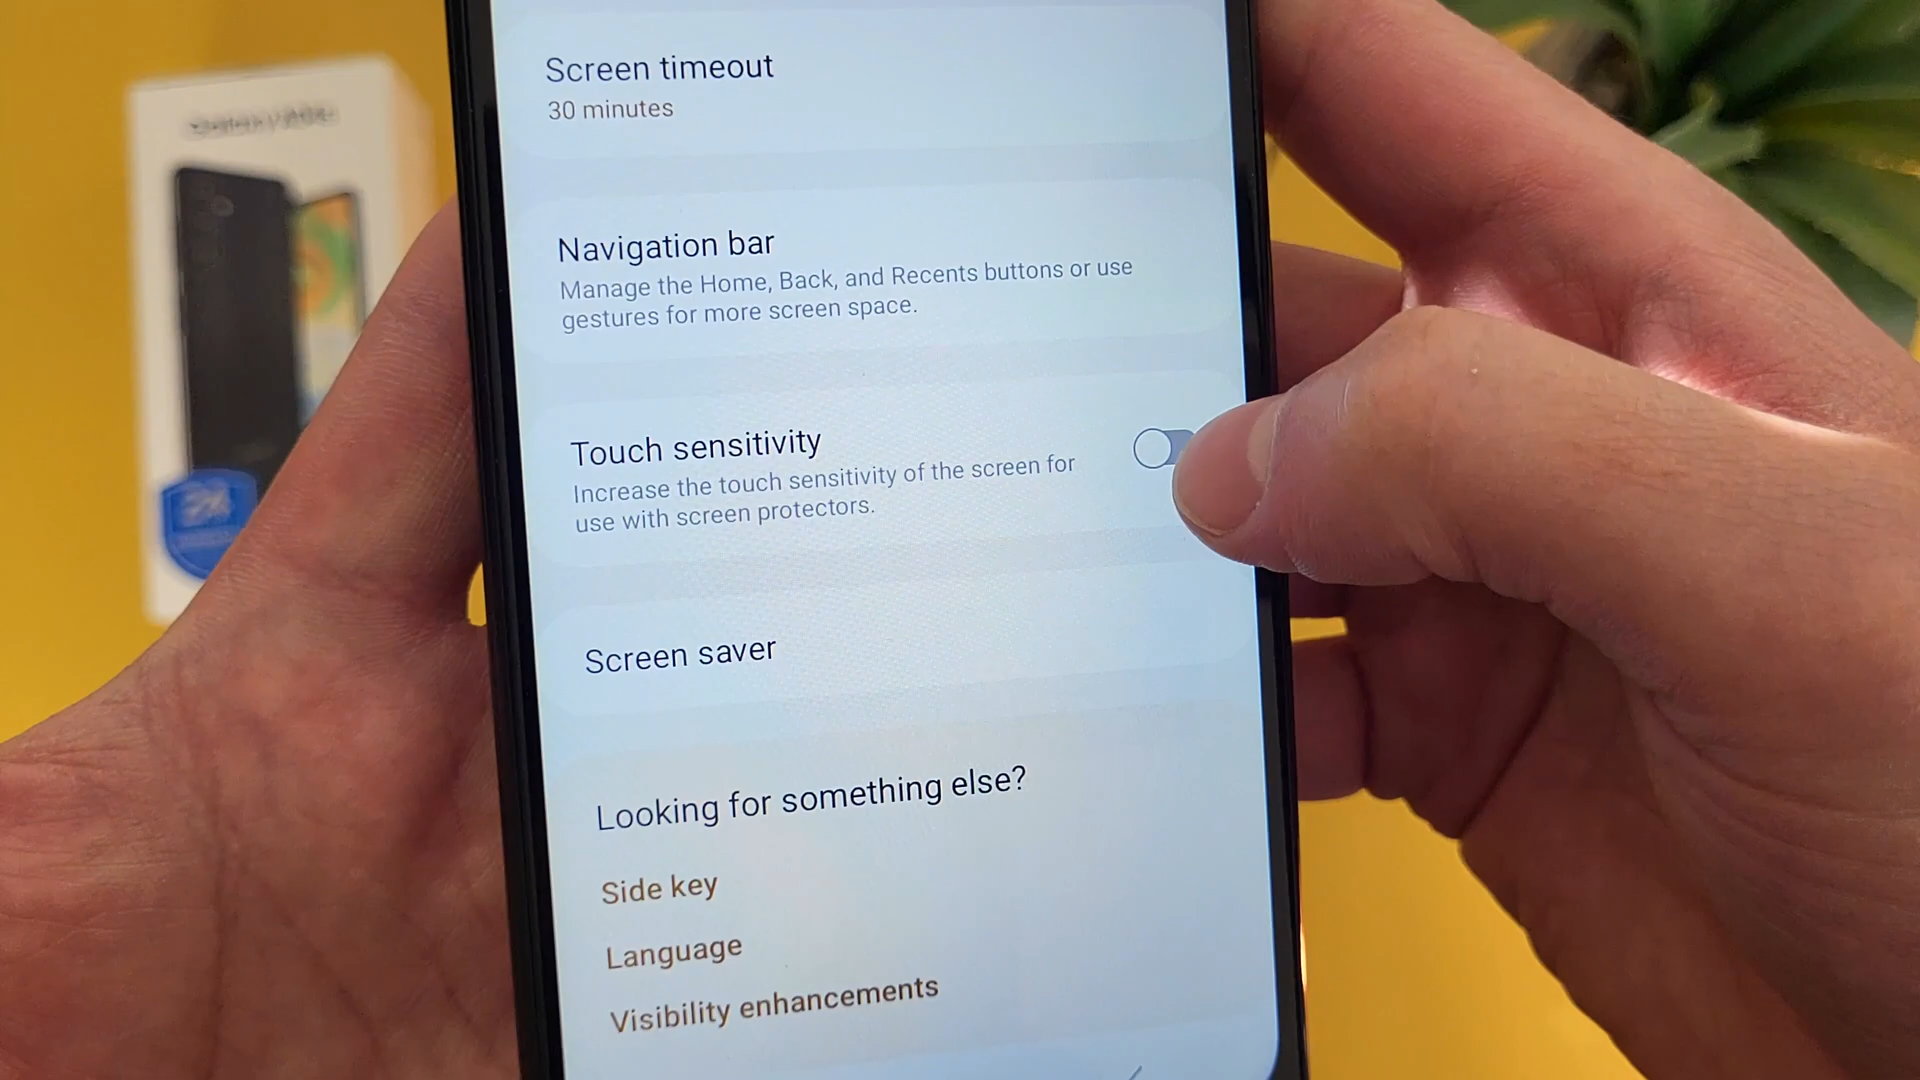 Screen timeout
30 minutes
Navigation bar
Manage the Home, Back, and Recents buttons or use
gestures for more screen space.
Touch sensitivity
Increase the touch sensitivity of the screen for
use with screen protectors.
Screen saver
Looking for something else?
Side key
Language
Visibility enhancements